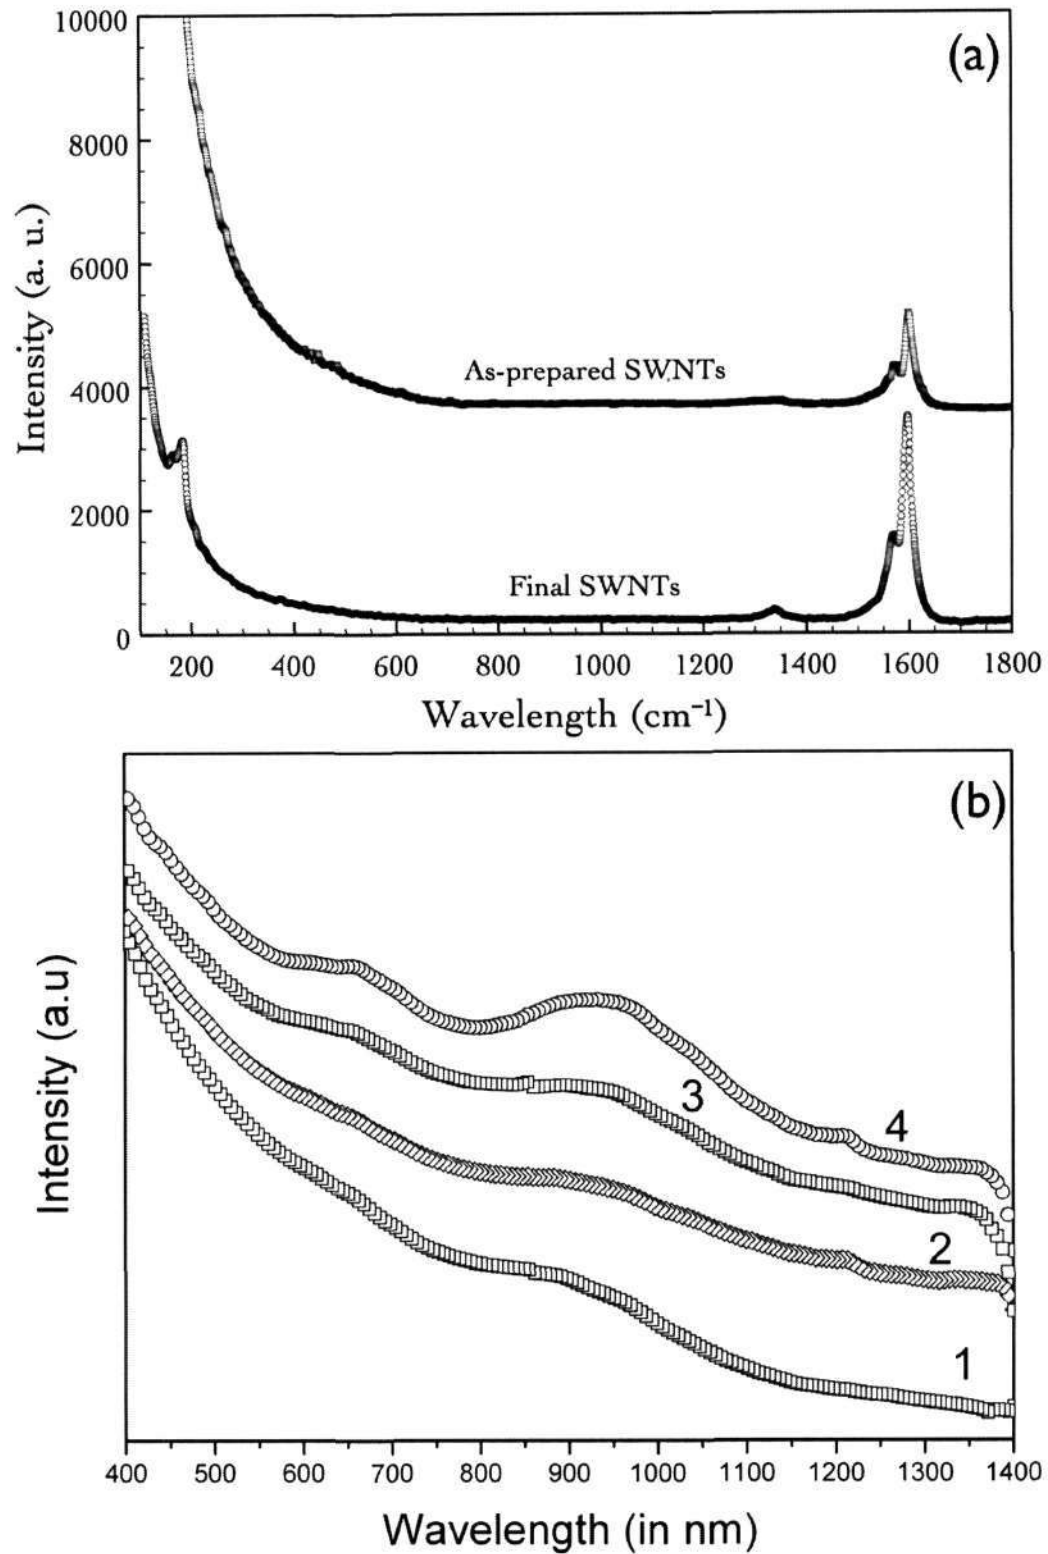 (a)
10000
8000
6000
4000
2000
0
Intensity (a. u.)
As-prepared SWNTs
Final SWNTs
200 400 600 800 1000 1200 1400 1600 1800
Wavelength (cm⁻¹)
(b)
Intensity (a.u)
3
4
2
1
400 500 600 700 800 900 1000 1100 1200 1300 1400
Wavelength (in nm)